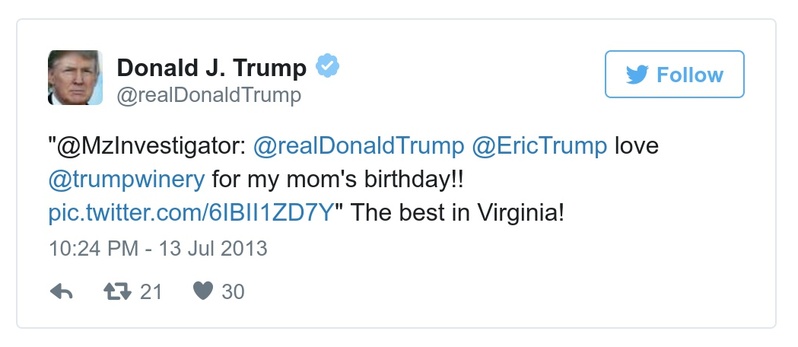 Donald J. Trump
Follow
@realDonaldTrump
"@MzInvestigator: @realDonaldTrump @EricTrump love
@trumpwinery for my mom's birthday!!
pic.twitter.com/6IBII1ZD7Y" The best in Virginia!
10:24 PM - 13 Jul 2013
21 30